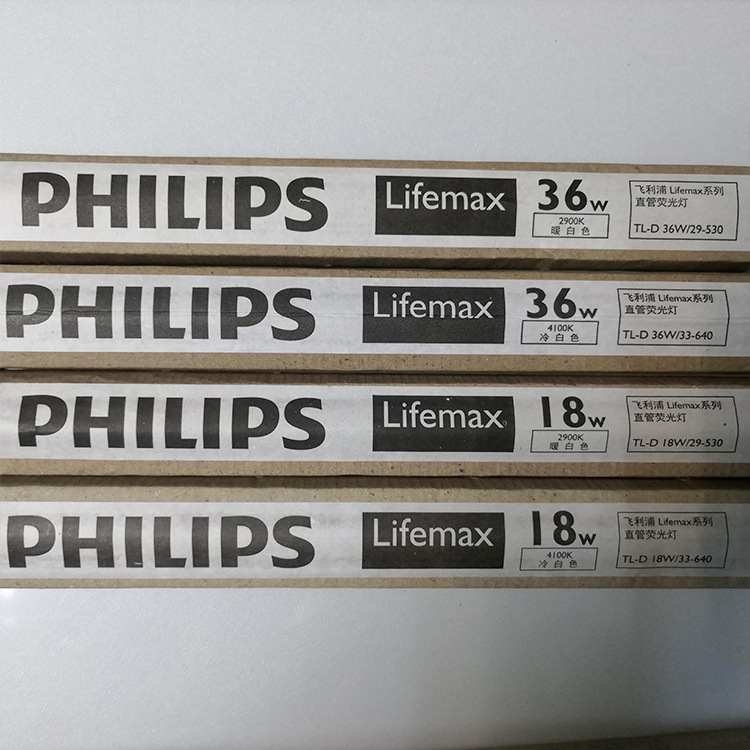 PHILIPS
Lifemax
36w
2900K
暖白色
飞利浦 Lifemax系列
直管荧光灯
TL-D 36W/29-530
PHILIPS
Lifemax
36w
4100K
冷白色
飞利浦 Lifemax系列
直管荧光灯
TL-D 36W/33-640
PHILIPS
Lifemax
18w
2900K
暖白色
飞利浦 Lifemax系列
直管荧光灯
TL-D 18W/29-530
PHILIPS
Lifemax
18w
4100K
冷白色
飞利浦 Lifemax系列
直管荧光灯
TL-D 18W/33-640